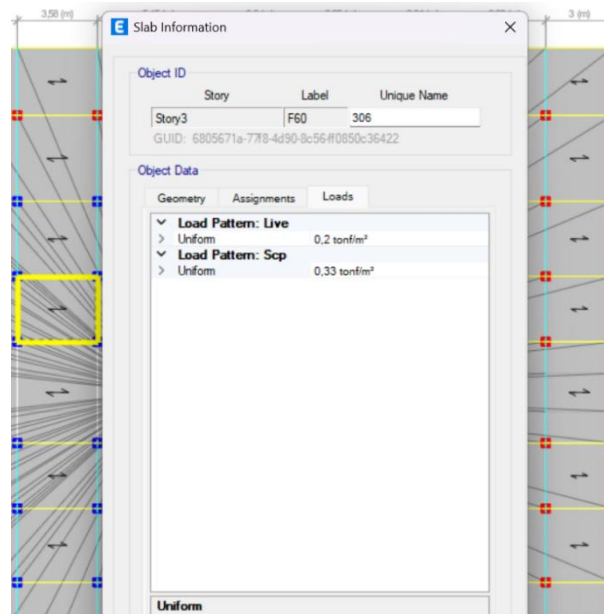 3,58 (m)
3 (m)
E Slab Information
Object ID
Story Label Unique Name
Story3 F60 306
GUID: 6805671a-77f8-4d90-8c56-ff0850c36422
Object Data
Geometry Assignments Loads
Load Pattern: Live
Uniform 0,2 tonf/m²
Load Pattern: Scp
Uniform 0,33 tonf/m²
Uniform